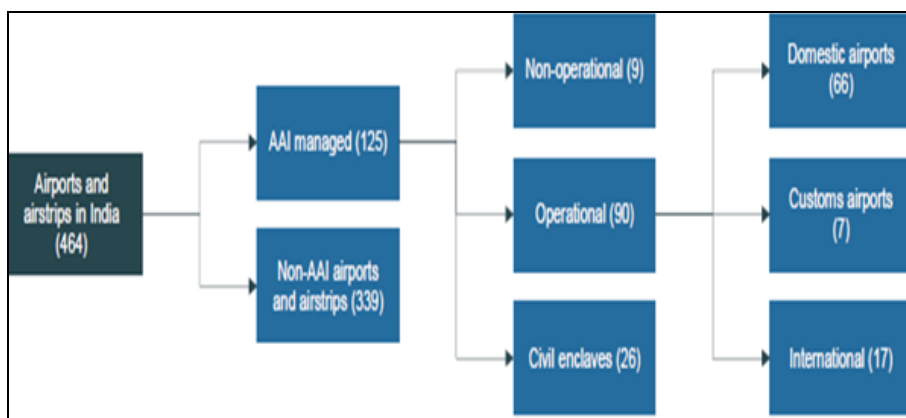 Airports and
airstrips in India
(464)
AAI managed (125)
Non-AAI airports
and airstrips (339)
Non-operational (9)
Operational (90)
Civil enclaves (26)
Domestic airports
(66)
Customs airports
(7)
International (17)